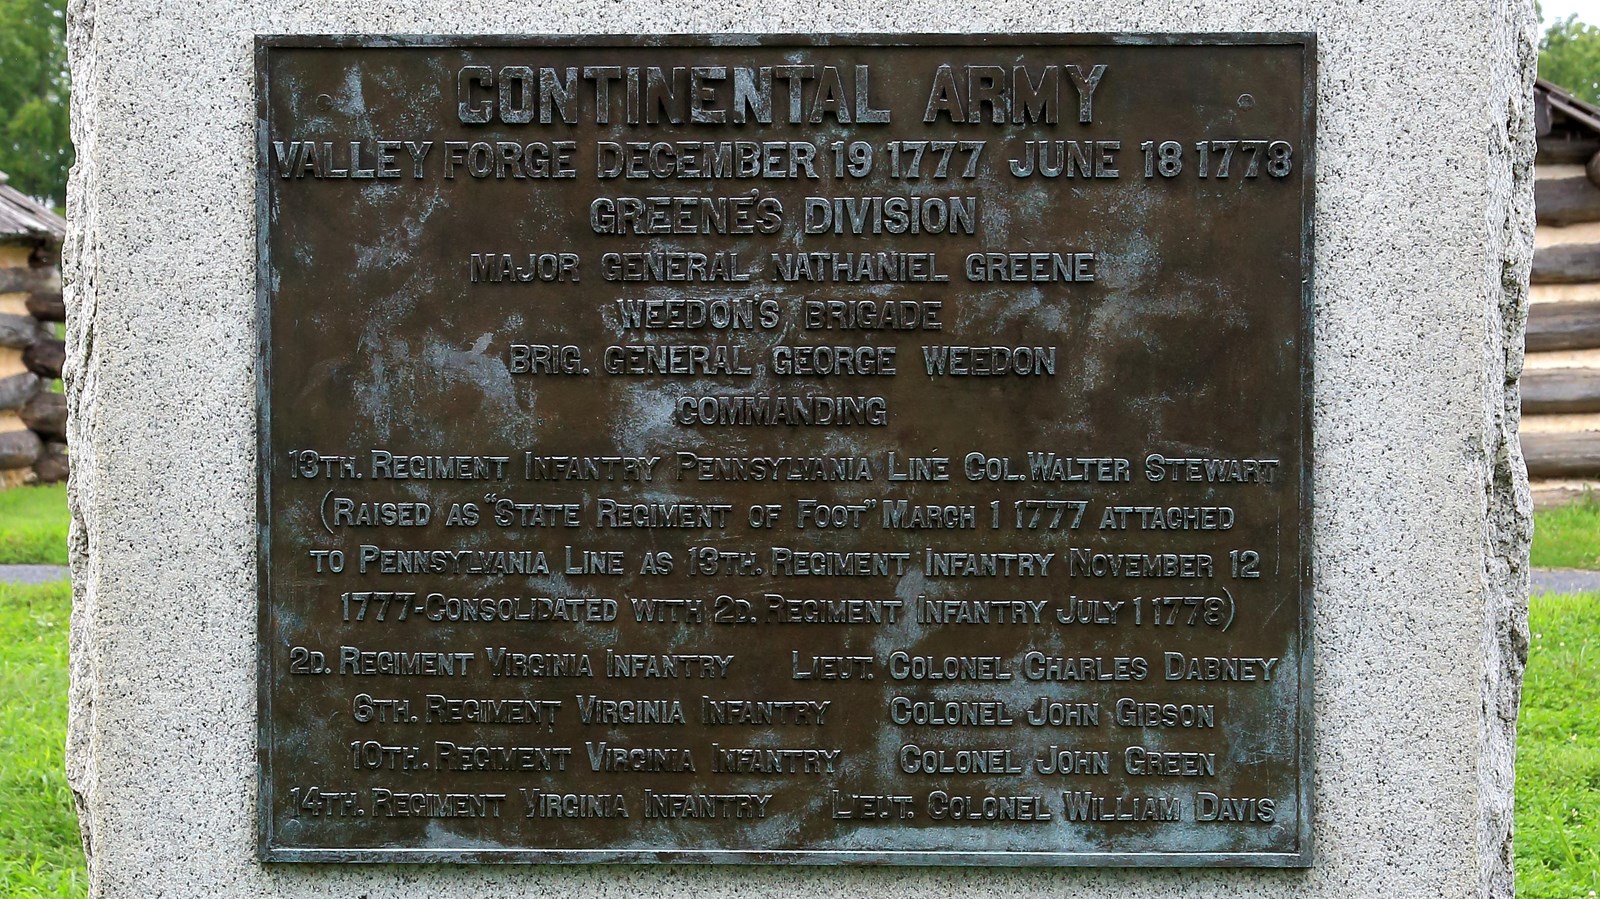 CONTINENTAL ARMY
VALLEY FORGE DECEMBER 19 1777 JUNE 18 1778
GREENE'S DIVISION
MAJOR GENERAL NATHANIEL GREENE
WEEDON'S BRIGADE
BRIG. GENERAL GEORGE WEEDON
COMMANDING
13TH. REGIMENT INFANTRY PENNSYLVANIA LINE COL. WALTER STEWART
(RAISED AS "STATE REGIMENT OF FOOT" MARCH 1 1777 ATTACHED
TO PENNSYLVANIA LINE AS 13TH. REGIMENT INFANTRY NOVEMBER 12
1777-CONSOLIDATED WITH 2D. REGIMENT INFANTRY JULY 1 1778)
2D. REGIMENT VIRGINIA INFANTRY LIEUT. COLONEL CHARLES DABNEY
6TH. REGIMENT VIRGINIA INFANTRY COLONEL JOHN GIBSON
10TH. REGIMENT VIRGINIA INFANTRY COLONEL JOHN GREEN
14TH. REGIMENT VIRGINIA INFANTRY LIEUT. COLONEL WILLIAM DAVIS